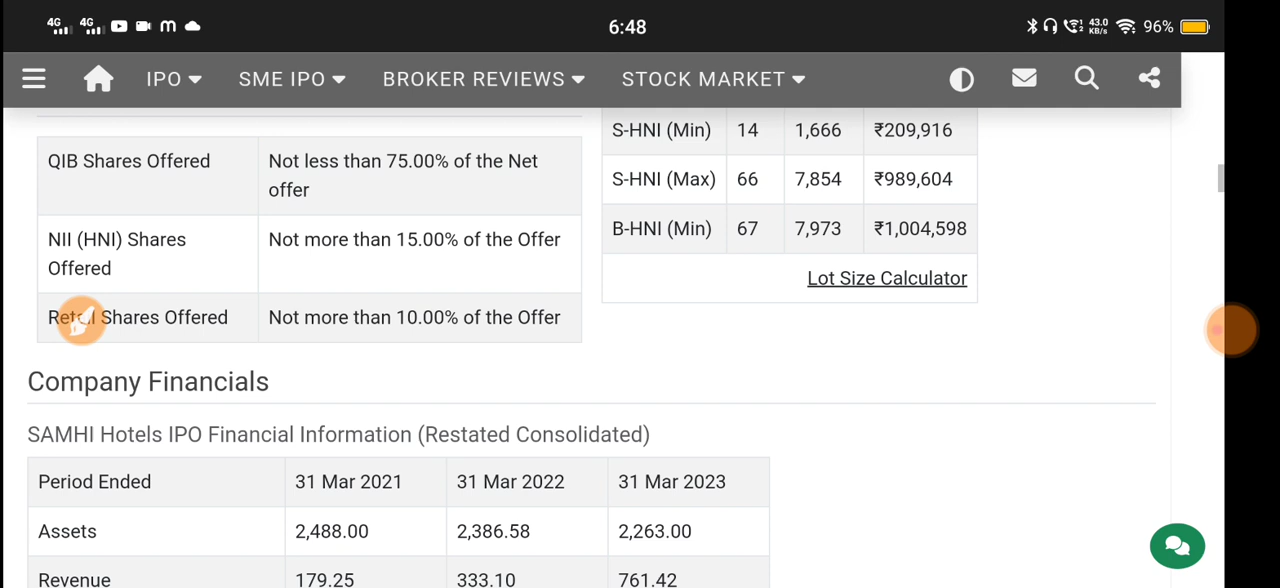 4G 4G 6:48 43.0 KB/s 96%
IPO SME IPO BROKER REVIEWS STOCK MARKET
QIB Shares Offered Not less than 75.00% of the Net offer
NII (HNI) Shares Offered Not more than 15.00% of the Offer
Retail Shares Offered Not more than 10.00% of the Offer
S-HNI (Min) 14 1,666 ₹209,916
S-HNI (Max) 66 7,854 ₹989,604
B-HNI (Min) 67 7,973 ₹1,004,598
Lot Size Calculator
Company Financials
SAMHI Hotels IPO Financial Information (Restated Consolidated)
Period Ended 31 Mar 2021 31 Mar 2022 31 Mar 2023
Assets 2,488.00 2,386.58 2,263.00
Revenue 179.25 333.10 761.42